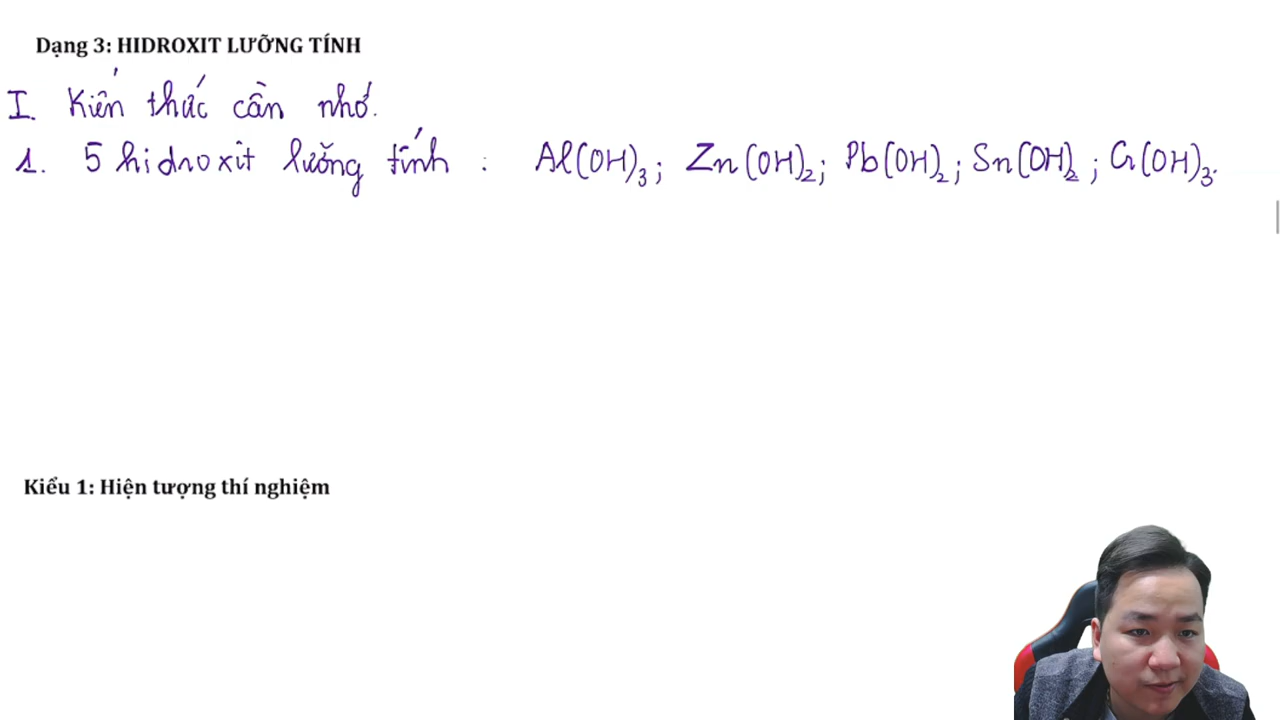 Dạng 3: HIDROXIT LƯỠNG TÍNH
I. Kiến thức cần nhớ.
1. 5 hidroxit lưỡng tính : Al(OH)₃; Zn(OH)₂; Pb(OH)₂; Sn(OH)₂; Cr(OH)₃.
Kiểu 1: Hiện tượng thí nghiệm